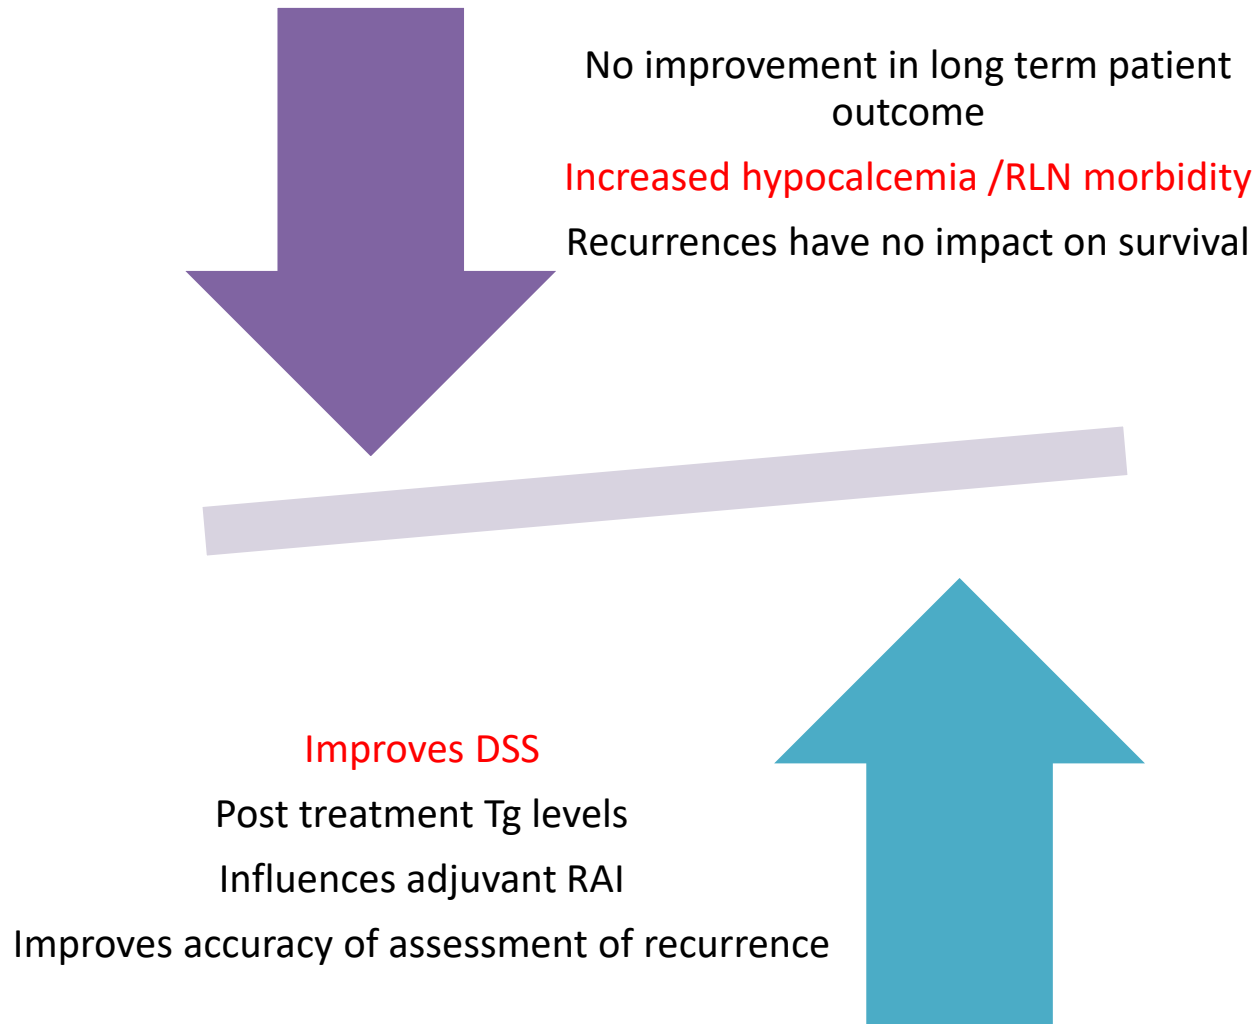 No improvement in long term patient
outcome
Increased hypocalcemia /RLN morbidity
Recurrences have no impact on survival
Improves DSS
Post treatment Tg levels
Influences adjuvant RAI
Improves accuracy of assessment of recurrence